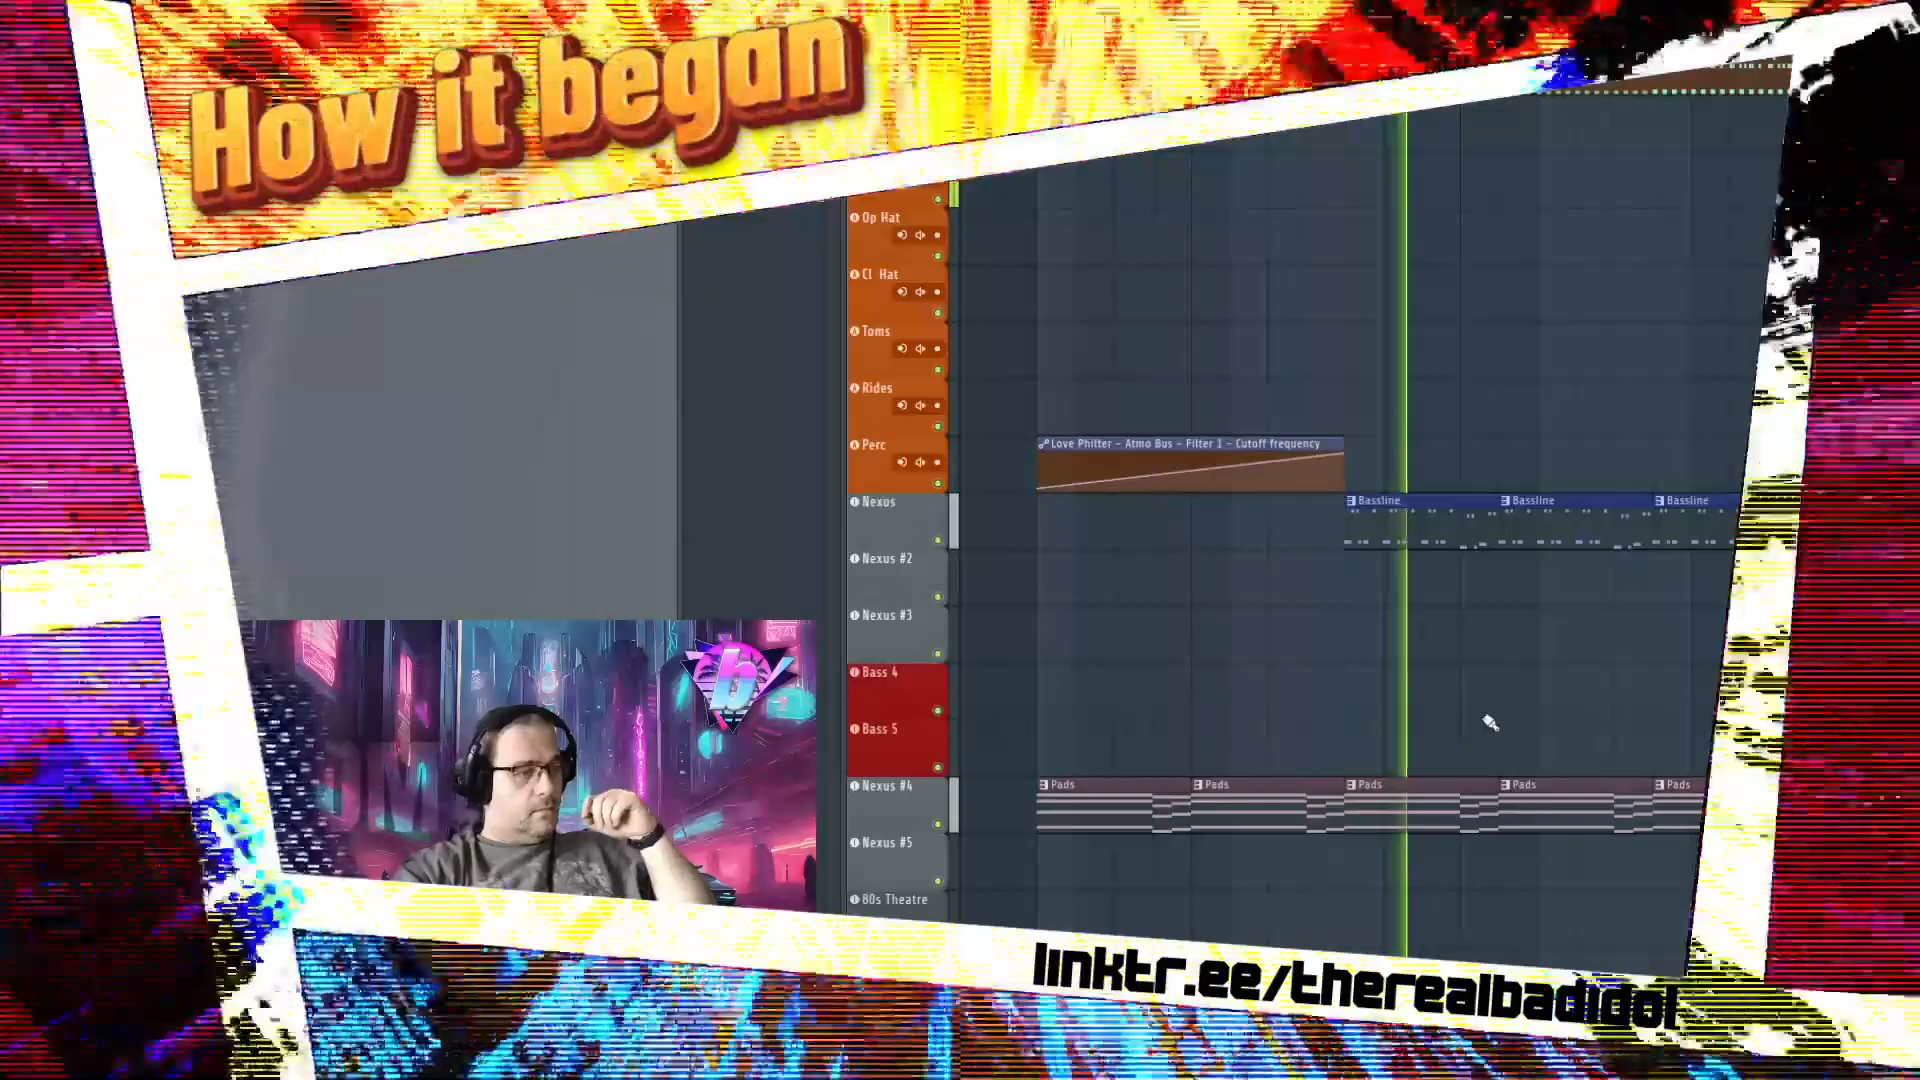 How it began
Op Hat
Cl Hat
Toms
Rides
Perc
Love Philter - Atmo Bus - Filter 1 - Cutoff frequency
Nexus
Bassline
Bassline
Bassline
Nexus #2
Nexus #3
Bass 4
Bass 5
Nexus #4
Pads
Pads
Pads
Pads
Pads
Nexus #5
80s Theatre
b
linktr.ee/therealbadidol